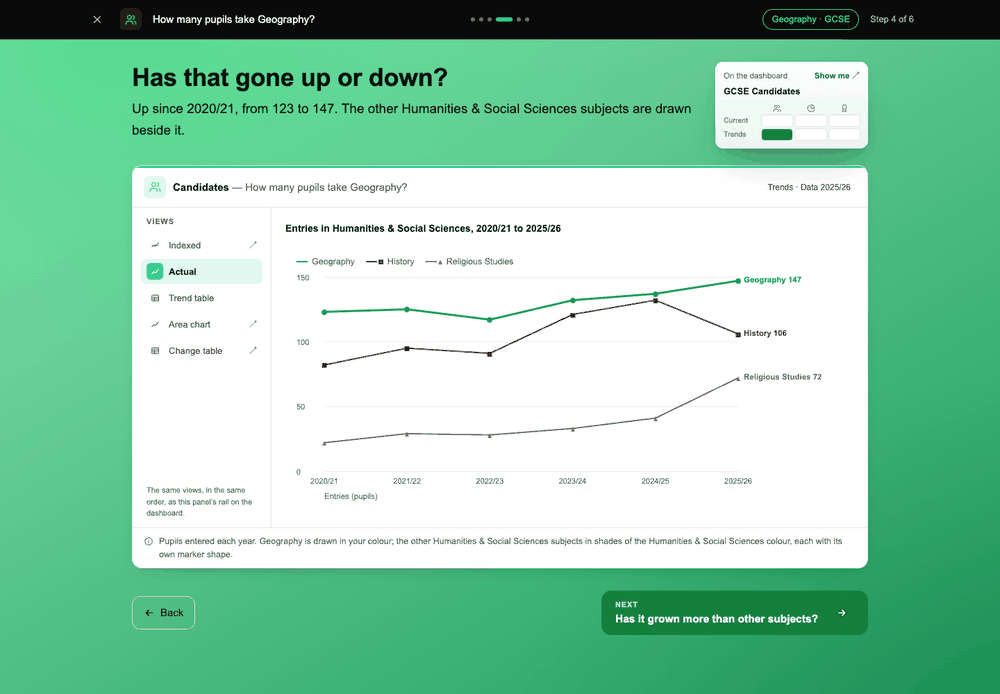 How many pupils take Geography?
Geography · GCSE
Step 4 of 6
Has that gone up or down?
Up since 2020/21, from 123 to 147. The other Humanities & Social Sciences subjects are drawn
beside it.
On the dashboard
Show me
GCSE Candidates
Current
Trends
Candidates — How many pupils take Geography?
Trends · Data 2025/26
VIEWS
Indexed
Actual
Trend table
Area chart
Change table
The same views, in the same
order, as this panel's rail on the
dashboard.
Entries in Humanities & Social Sciences, 2020/21 to 2025/26
Geography
History
Religious Studies
150
100
50
0
Geography 147
History 106
Religious Studies 72
2020/21
2021/22
2022/23
2023/24
2024/25
2025/26
Entries (pupils)
Pupils entered each year. Geography is drawn in your colour; the other Humanities & Social Sciences subjects in shades of the Humanities & Social Sciences colour, each with its
own marker shape.
Back
NEXT
Has it grown more than other subjects?